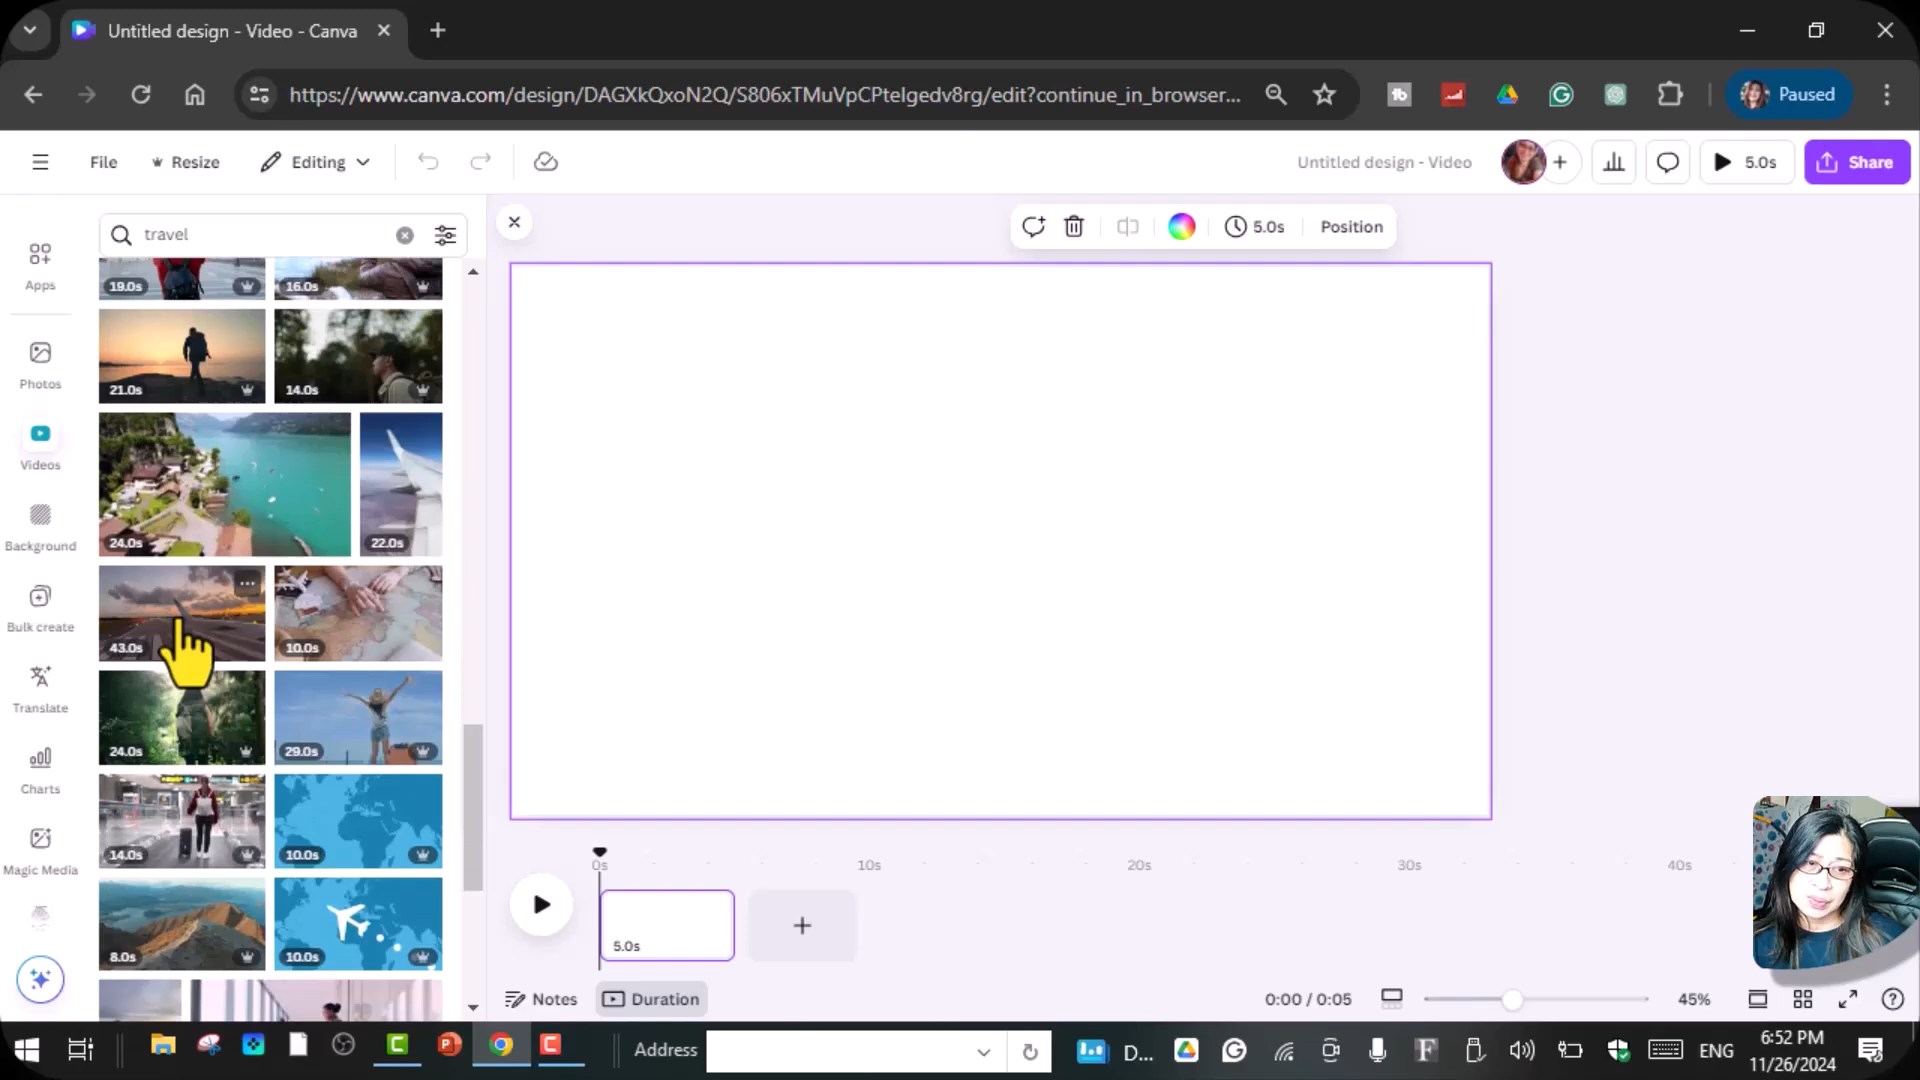 Untitled design - Video - Canva
https://www.canva.com/design/DAGXkQxoN2Q/S806xTMuVpCPtelgedv8rg/edit?continue_in_browser...
Paused
File
Resize
Editing
Untitled design - Video
5.0s
Share
travel
5.0s
Position
Apps
Photos
Videos
Background
Bulk create
Translate
Charts
Magic Media
19.0s
16.0s
21.0s
14.0s
24.0s
22.0s
43.0s
10.0s
24.0s
29.0s
14.0s
10.0s
8.0s
10.0s
0s
10s
20s
30s
40s
5.0s
Notes
Duration
0:00 / 0:05
45%
Address
D...
ENG
6:52 PM
11/26/2024